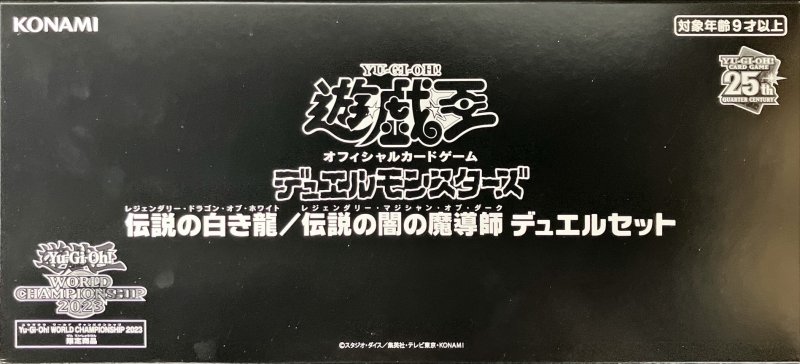 KONAMI
対象年齢9才以上
YU-GI-OH!
CARD GAME
25th
QUARTER CENTURY
YU-GI-OH!
遊戯王
オフィシャルカードゲーム
デュエルモンスターズ
レジェンダリー・ドラゴン・オブ・ホワイト レジェンダリー・マジシャン・オブ・ダーク
伝説の白き龍/伝説の闇の魔導師 デュエルセット
Yu-Gi-Oh!
WORLD
CHAMPIONSHIP
2023
Yu-Gi-Oh! WORLD CHAMPIONSHIP 2023
限定商品
©スタジオ・ダイス/集英社・テレビ東京・KONAMI